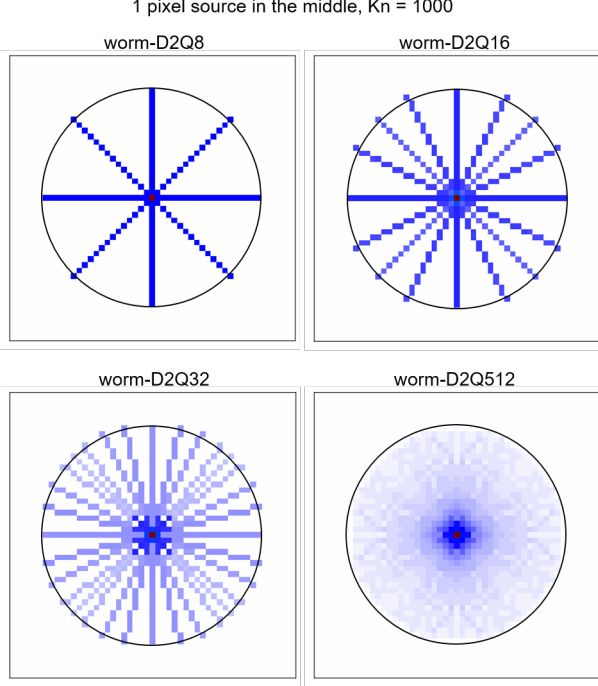 1 pixel source in the middle, Kn = 1000
worm-D2Q8
worm-D2Q16
worm-D2Q32
worm-D2Q512